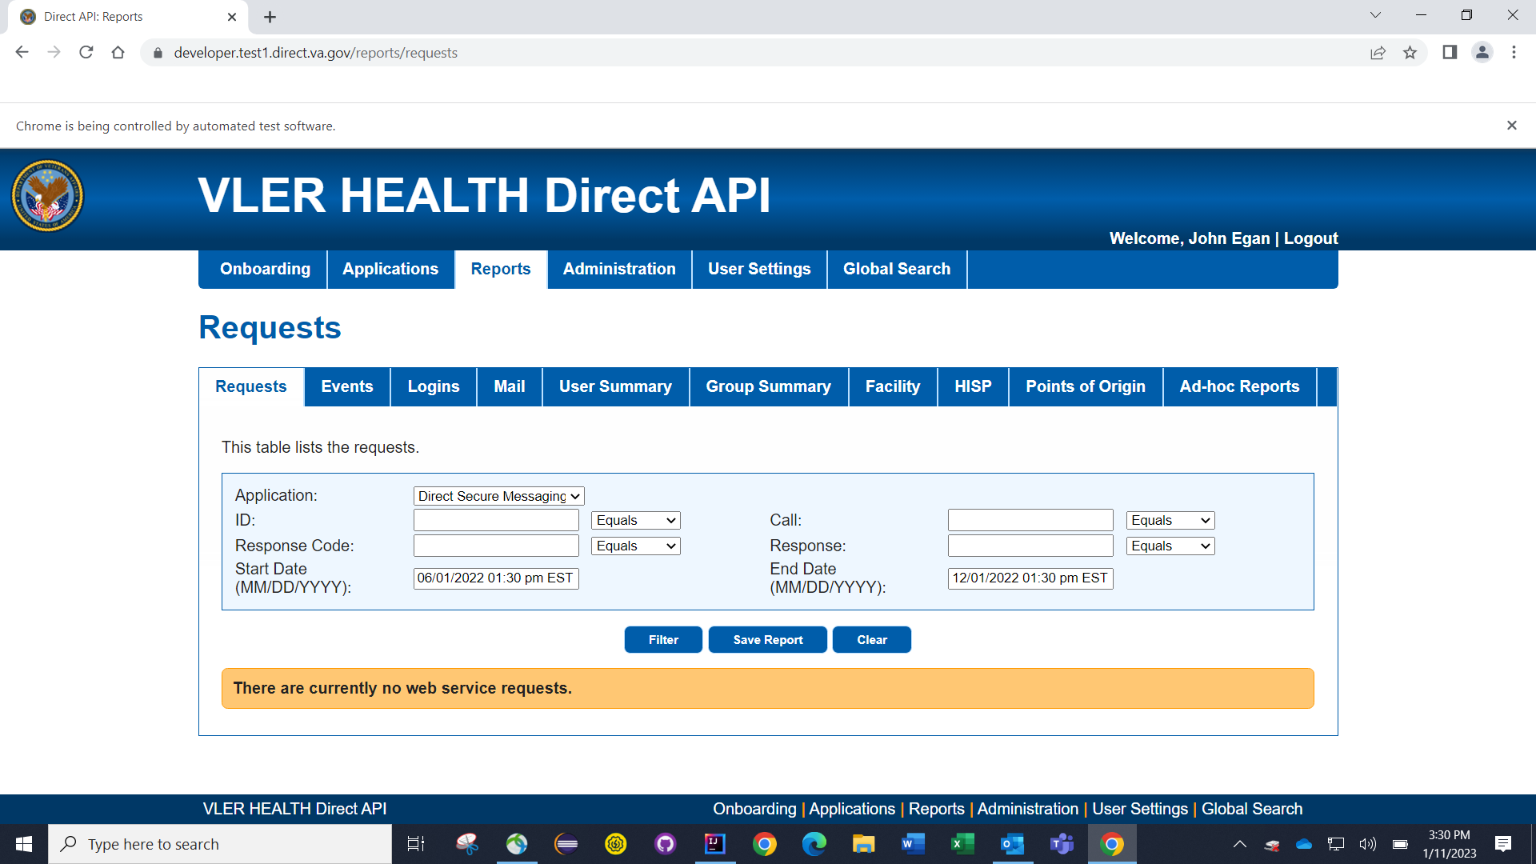 Direct API: Reports
developer.test1.direct.va.gov/reports/requests
Chrome is being controlled by automated test software.
VLER HEALTH Direct API
Welcome, John Egan | Logout
Onboarding Applications Reports Administration User Settings Global Search
Requests
Requests Events Logins Mail User Summary Group Summary Facility HISP Points of Origin Ad-hoc Reports
This table lists the requests.
Application: Direct Secure Messaging
ID: Equals Call: Equals
Response Code: Equals Response: Equals
Start Date
(MM/DD/YYYY): 06/01/2022 01:30 pm EST
End Date
(MM/DD/YYYY): 12/01/2022 01:30 pm EST
Filter Save Report Clear
There are currently no web service requests.
VLER HEALTH Direct API Onboarding | Applications | Reports | Administration | User Settings | Global Search
Type here to search
3:30 PM
1/11/2023